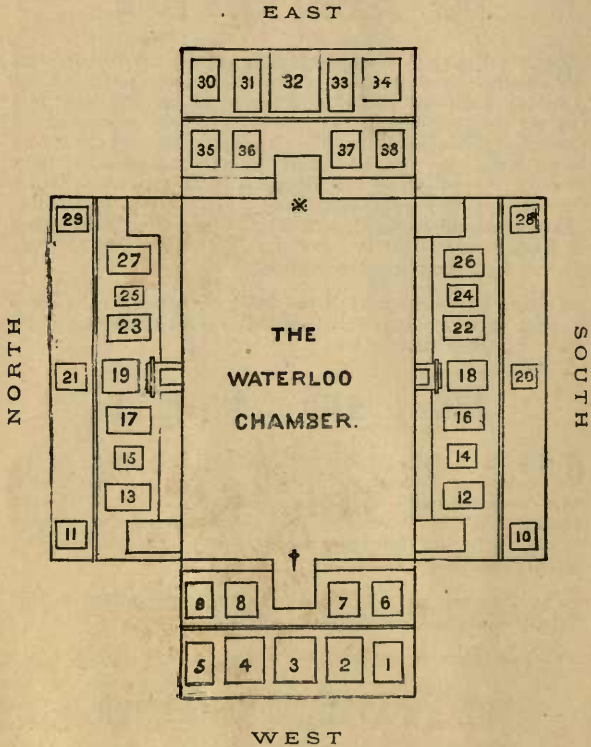 EAST
30 31 32 33 34
35 36 37 38
29 28
27 26
25 24
23 22
NORTH
21 19 18 20
SOUTH
THE
WATERLOO
CHAMBER.
17 16
15 14
13 12
11 10
9 8 7 6
5 4 3 2 1
WEST